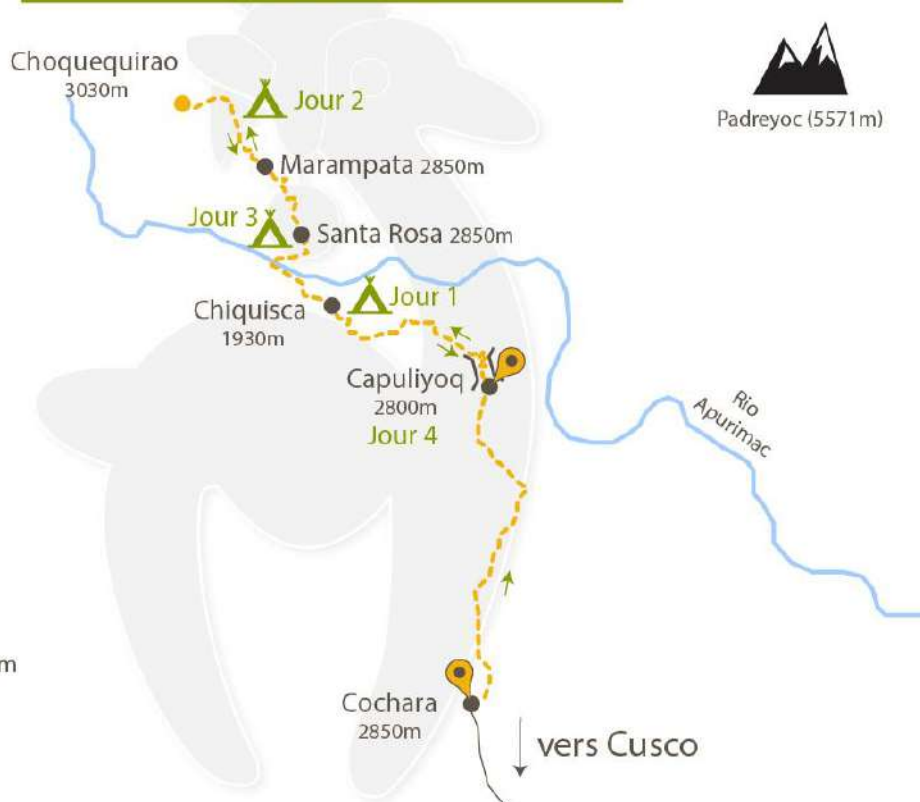 Choquequirao
3030m
Jour 2
Padreyoc (5571m)
Marampata 2850m
Jour 3
Santa Rosa 2850m
Jour 1
Chiquisca
1930m
Capuliyoq
2800m
Jour 4
Rio
Apurimac
m
Cochara
2850m
vers Cusco